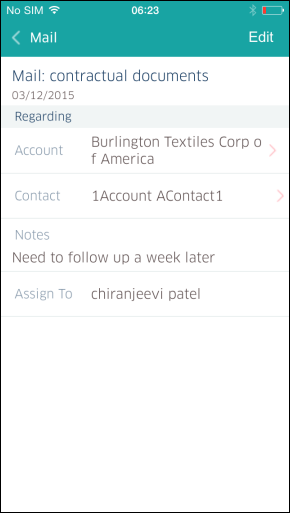 No SIM 06:23
Mail Edit
Mail: contractual documents
03/12/2015
Regarding
Account Burlington Textiles Corp o
f America
Contact 1Account AContact1
Notes
Need to follow up a week later
Assign To chiranjeevi patel